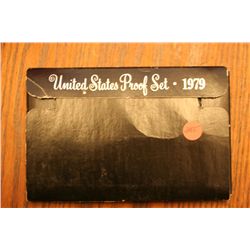 United States Proof Set • 1979